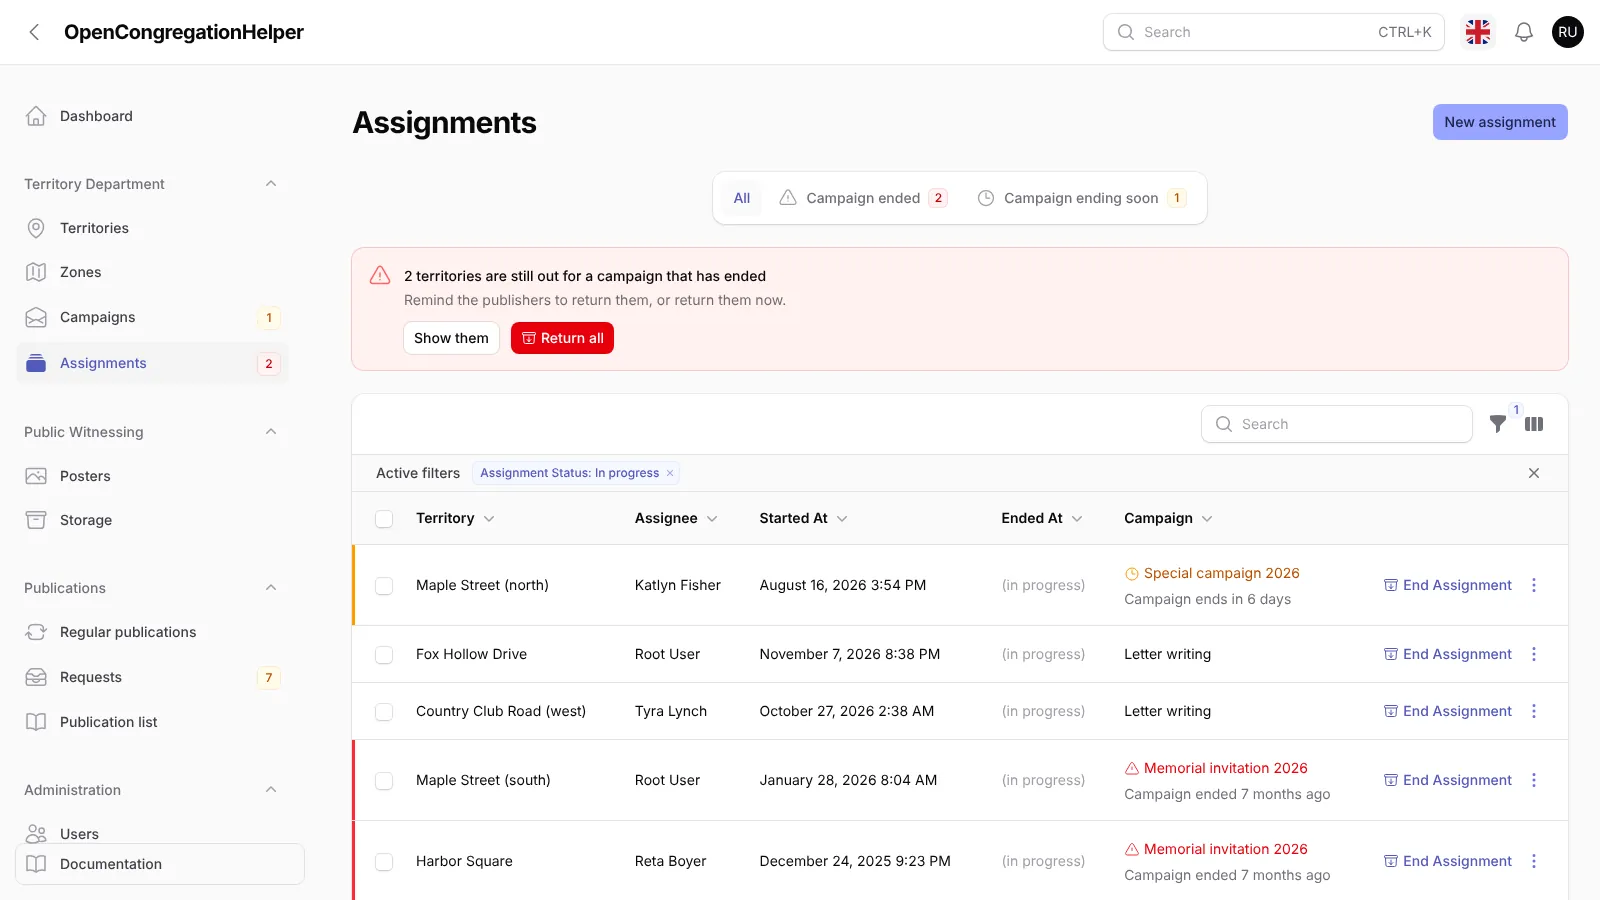 OpenCongregationHelper
Search
CTRL+K
RU
Dashboard
Territory Department
Territories
Zones
Campaigns
1
Assignments
2
Public Witnessing
Posters
Storage
Publications
Regular publications
Requests
7
Publication list
Administration
Users
Documentation
Assignments
New assignment
All
Campaign ended 2
Campaign ending soon 1
2 territories are still out for a campaign that has ended
Remind the publishers to return them, or return them now.
Show them
Return all
Search
1
Active filters
Assignment Status: In progress ×
Territory
Assignee
Started At
Ended At
Campaign
Maple Street (north)
Katlyn Fisher
August 16, 2026 3:54 PM
(in progress)
Special campaign 2026
Campaign ends in 6 days
End Assignment
Fox Hollow Drive
Root User
November 7, 2026 8:38 PM
(in progress)
Letter writing
End Assignment
Country Club Road (west)
Tyra Lynch
October 27, 2026 2:38 AM
(in progress)
Letter writing
End Assignment
Maple Street (south)
Root User
January 28, 2026 8:04 AM
(in progress)
Memorial invitation 2026
Campaign ended 7 months ago
End Assignment
Harbor Square
Reta Boyer
December 24, 2025 9:23 PM
(in progress)
Memorial invitation 2026
Campaign ended 7 months ago
End Assignment